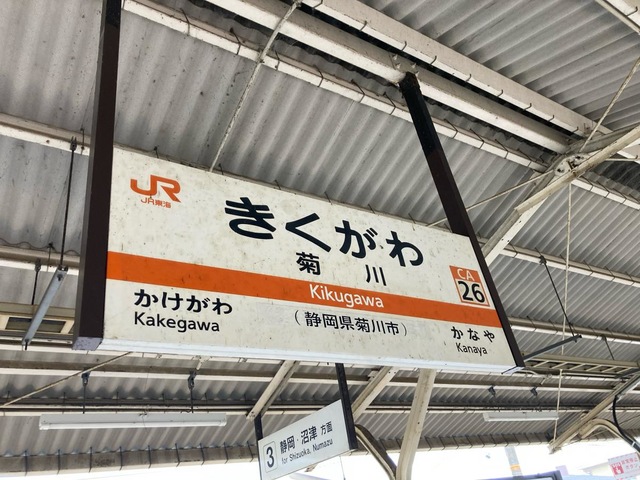 JR
JR東海
きくがわ
菊川
Kikugawa
CA
26
かけがわ
Kakegawa
(静岡県菊川市)
かなや
Kanaya
3
静岡・沼津 方面
for Shizuoka, Numazu